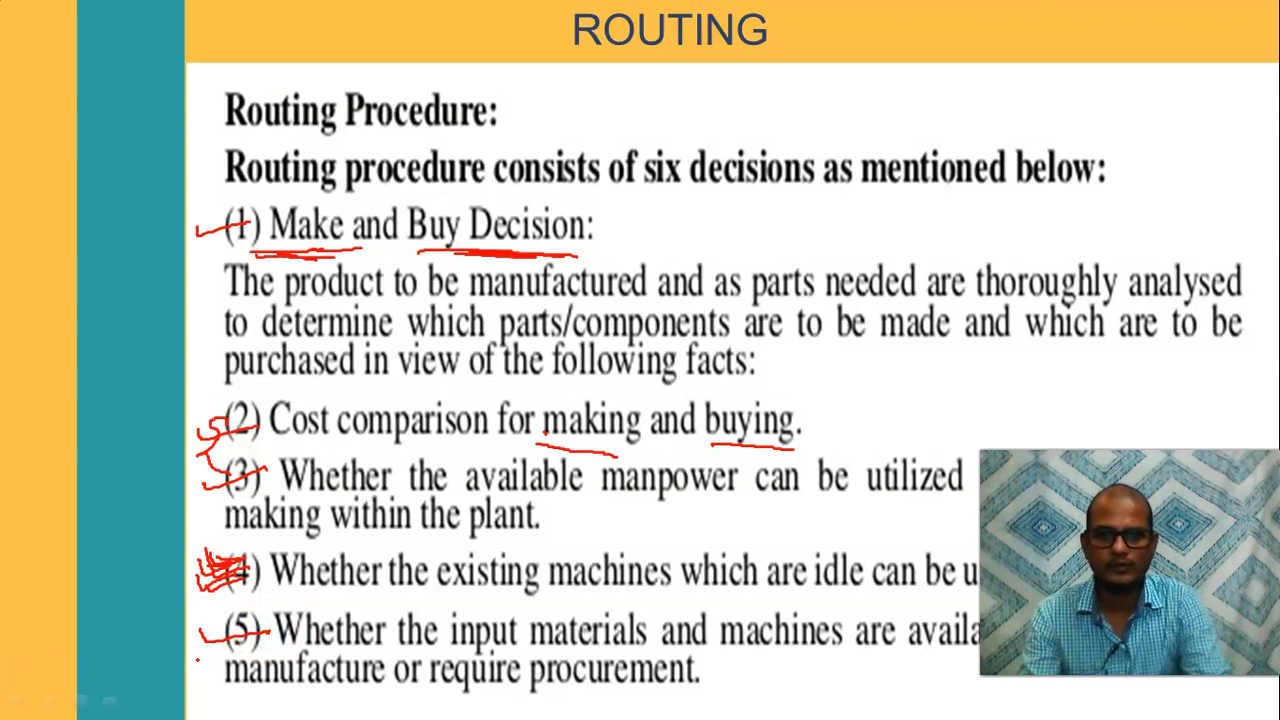 ROUTING
Routing Procedure:
Routing procedure consists of six decisions as mentioned below:
(1) Make and Buy Decision:
The product to be manufactured and as parts needed are thoroughly analysed
to determine which parts/components are to be made and which are to be
purchased in view of the following facts:
(2) Cost comparison for making and buying.
(3) Whether the available manpower can be utilized
making within the plant.
(4) Whether the existing machines which are idle can be
(5) Whether the input materials and machines are
manufacture or require procurement.